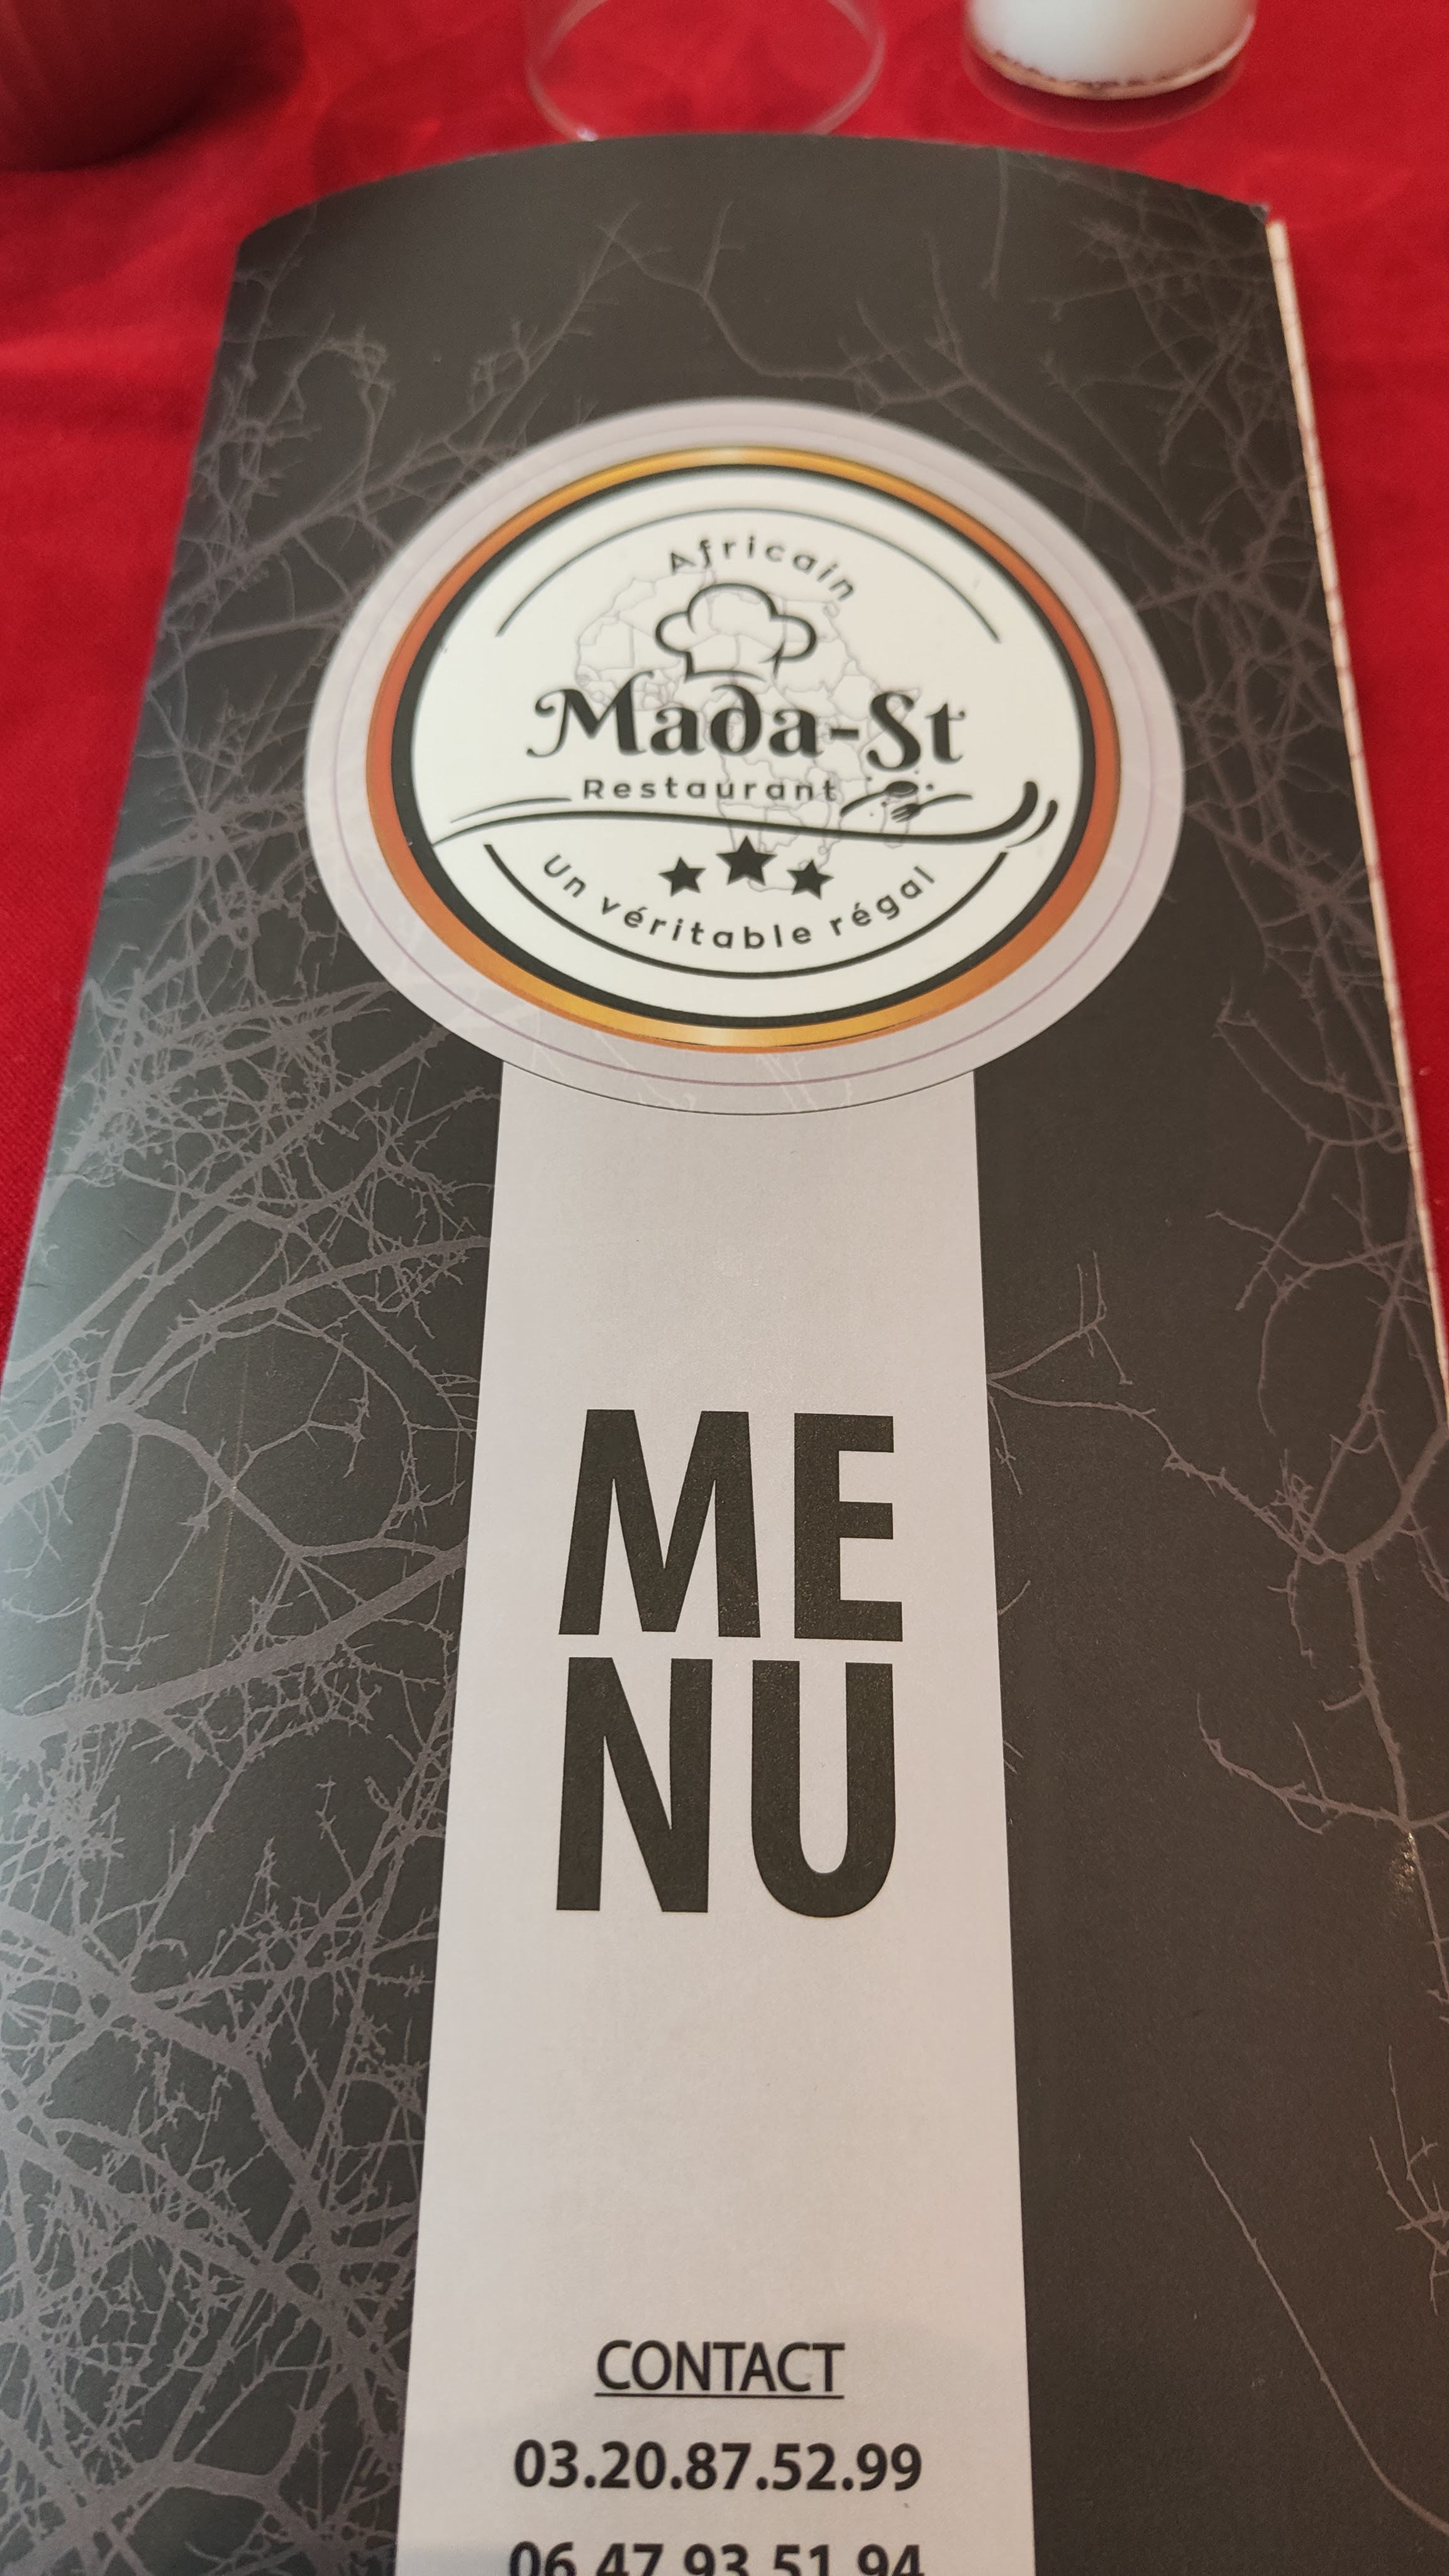 Africain
Mada-St
Restaurant
Un véritable régal
ME
NU
CONTACT
03.20.87.52.99
06.47.93.51.94